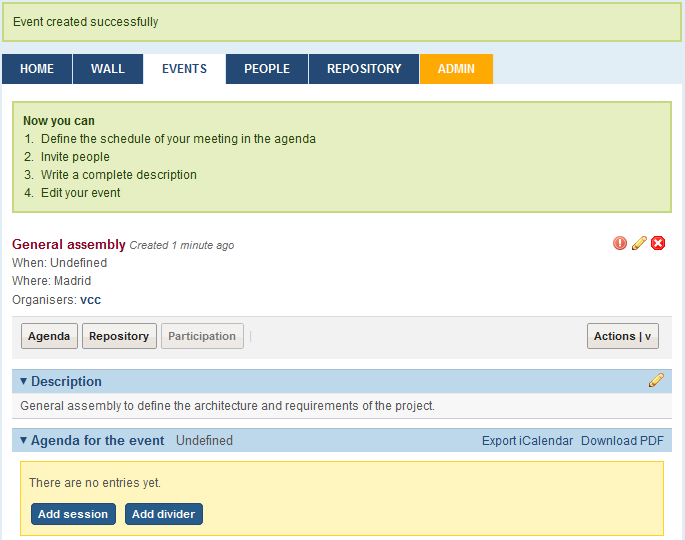 Event created successfully
HOME WALL EVENTS PEOPLE REPOSITORY ADMIN
Now you can
1. Define the schedule of your meeting in the agenda
2. Invite people
3. Write a complete description
4. Edit your event
General assembly Created 1 minute ago
When: Undefined
Where: Madrid
Organisers: vcc
Agenda Repository Participation | Actions | v
Description
General assembly to define the architecture and requirements of the project.
Agenda for the event Undefined Export iCalendar Download PDF
There are no entries yet.
Add session Add divider